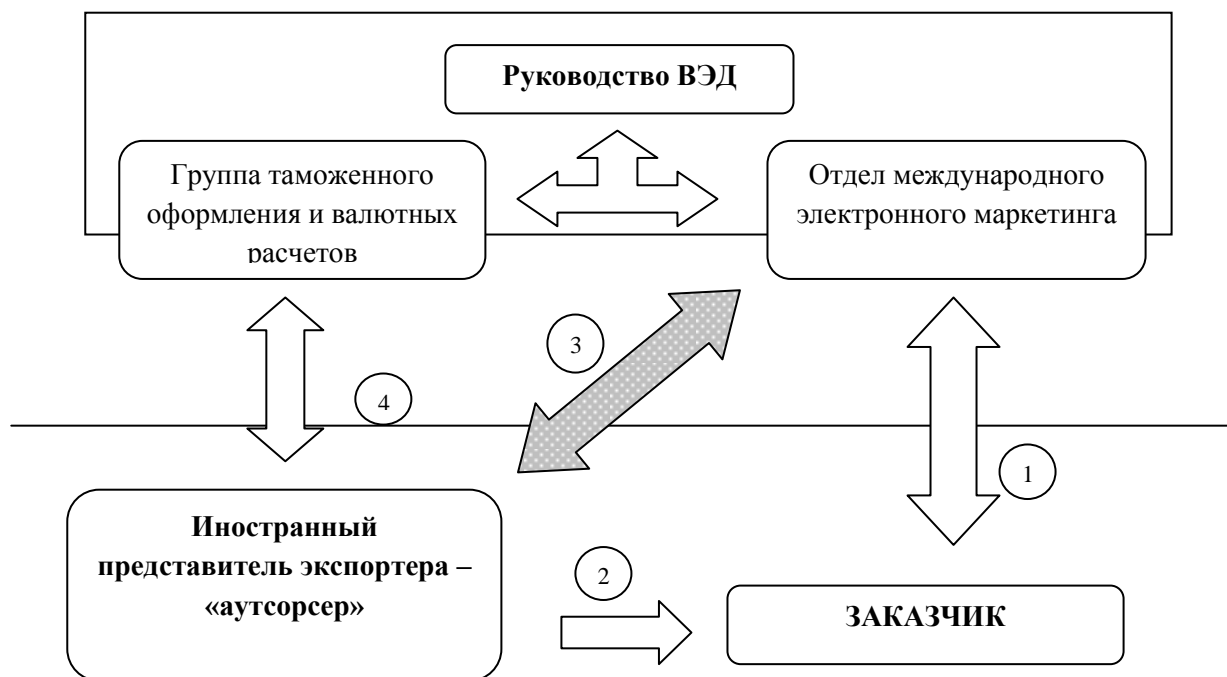 Руководство ВЭД
Группа таможенного
оформления и валютных
расчетов
Отдел международного
электронного маркетинга
3
4
1
Иностранный
представитель экспортера –
«аутсорсер»
2
ЗАКАЗЧИК